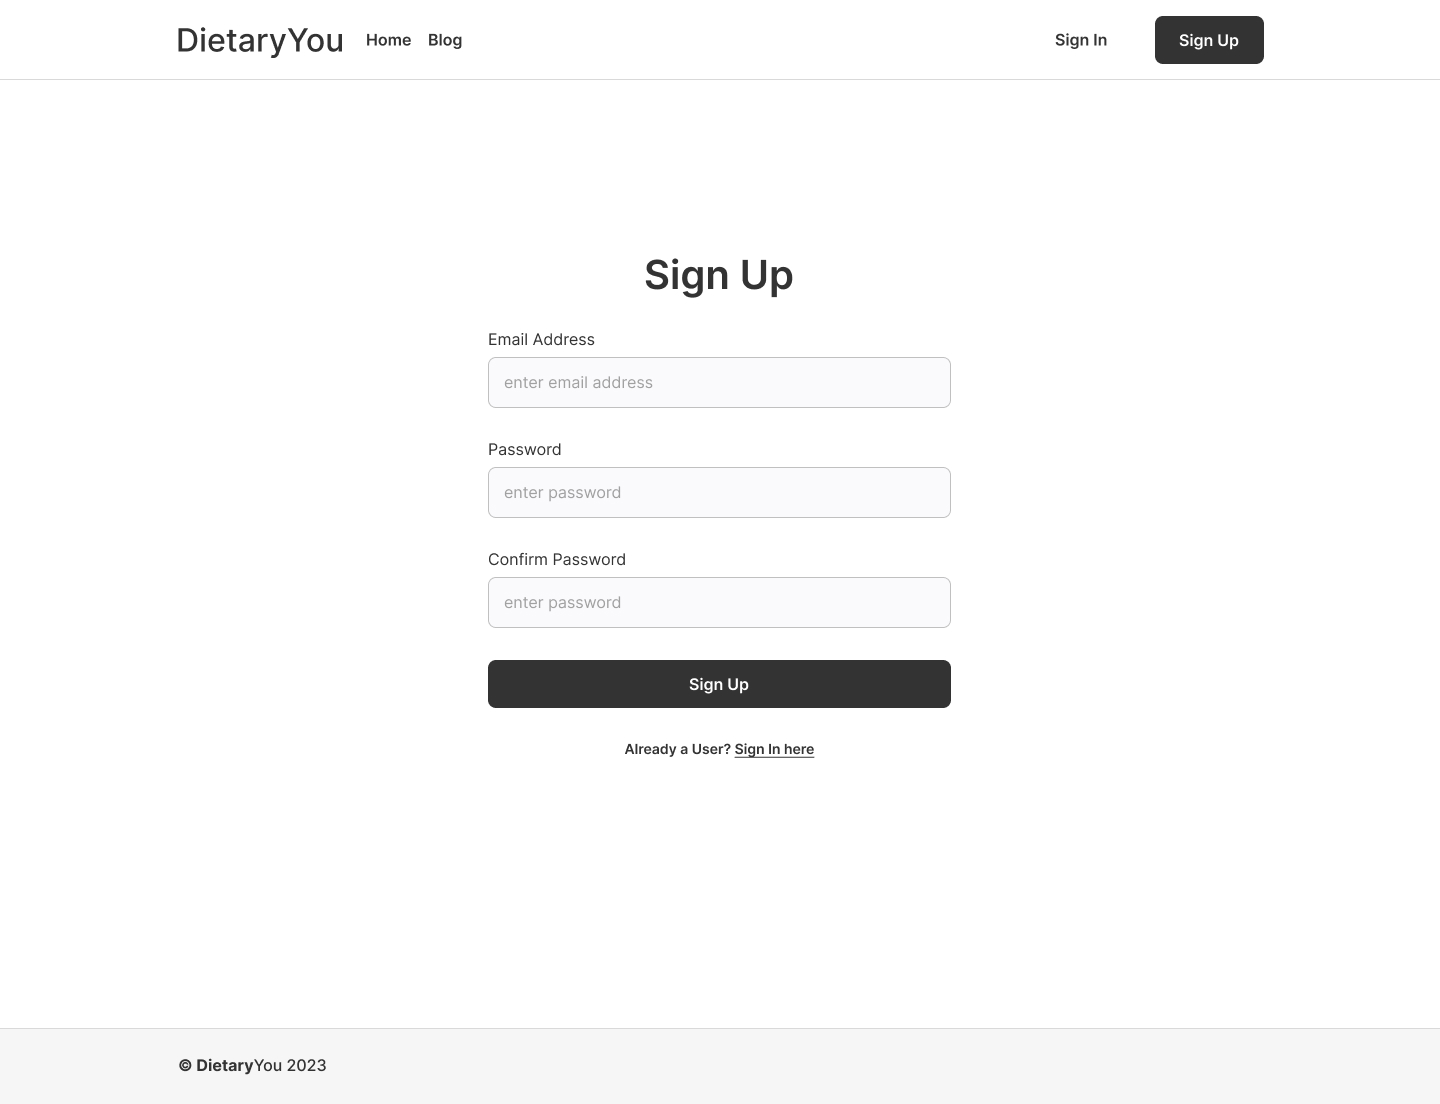 DietaryYou Home Blog Sign In Sign Up
Sign Up
Email Address
enter email address
Password
enter password
Confirm Password
enter password
Sign Up
Already a User? Sign In here
© DietaryYou 2023